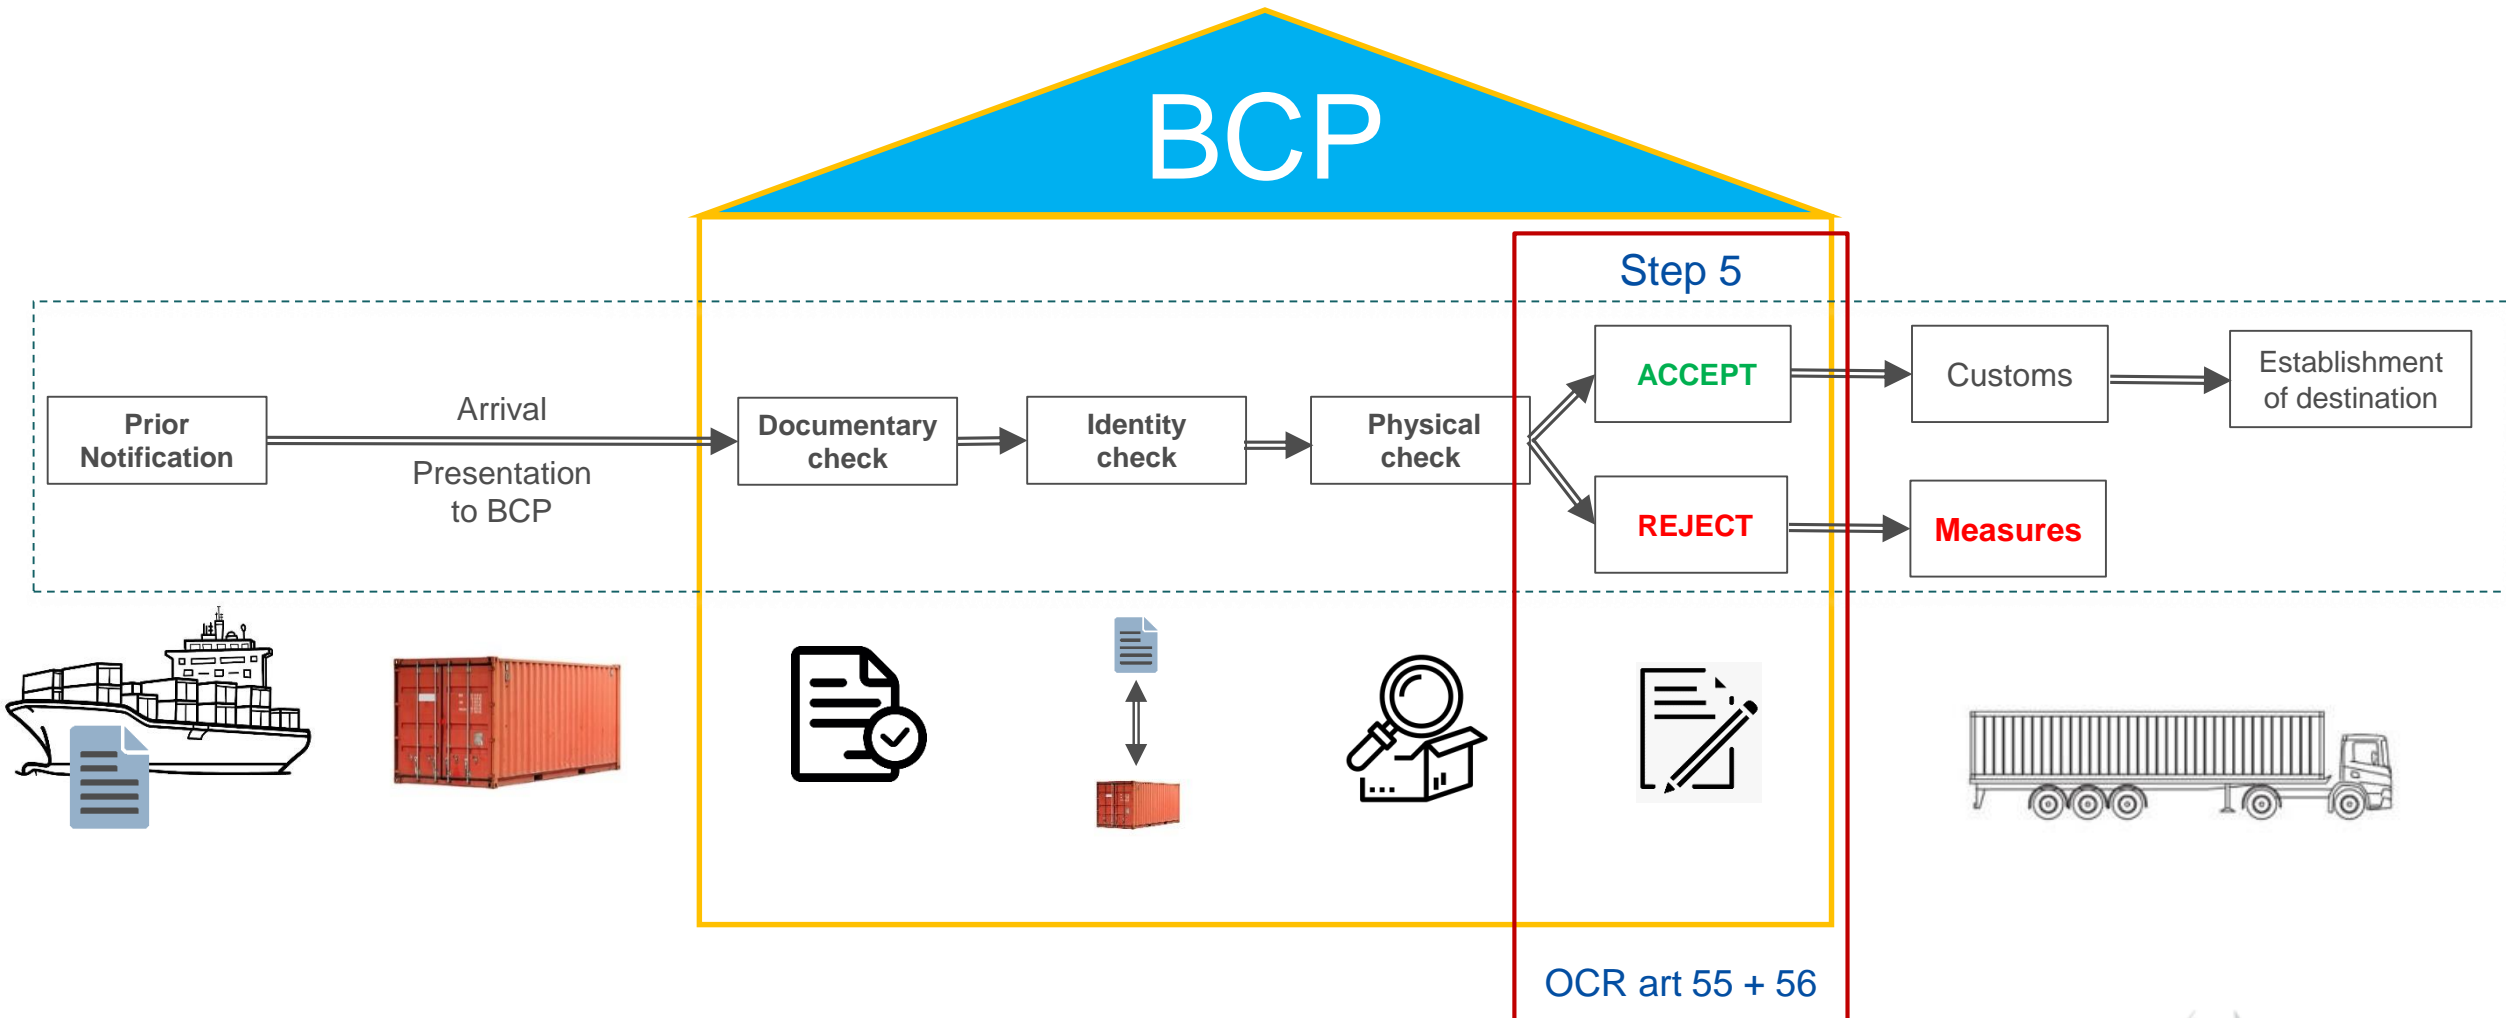 BCP
Step 5
Prior
Notification
Arrival
Presentation
to BCP
Documentary
check
Identity
check
Physical
check
ACCEPT
REJECT
Customs
Measures
Establishment
of destination
OCR art 55 + 56